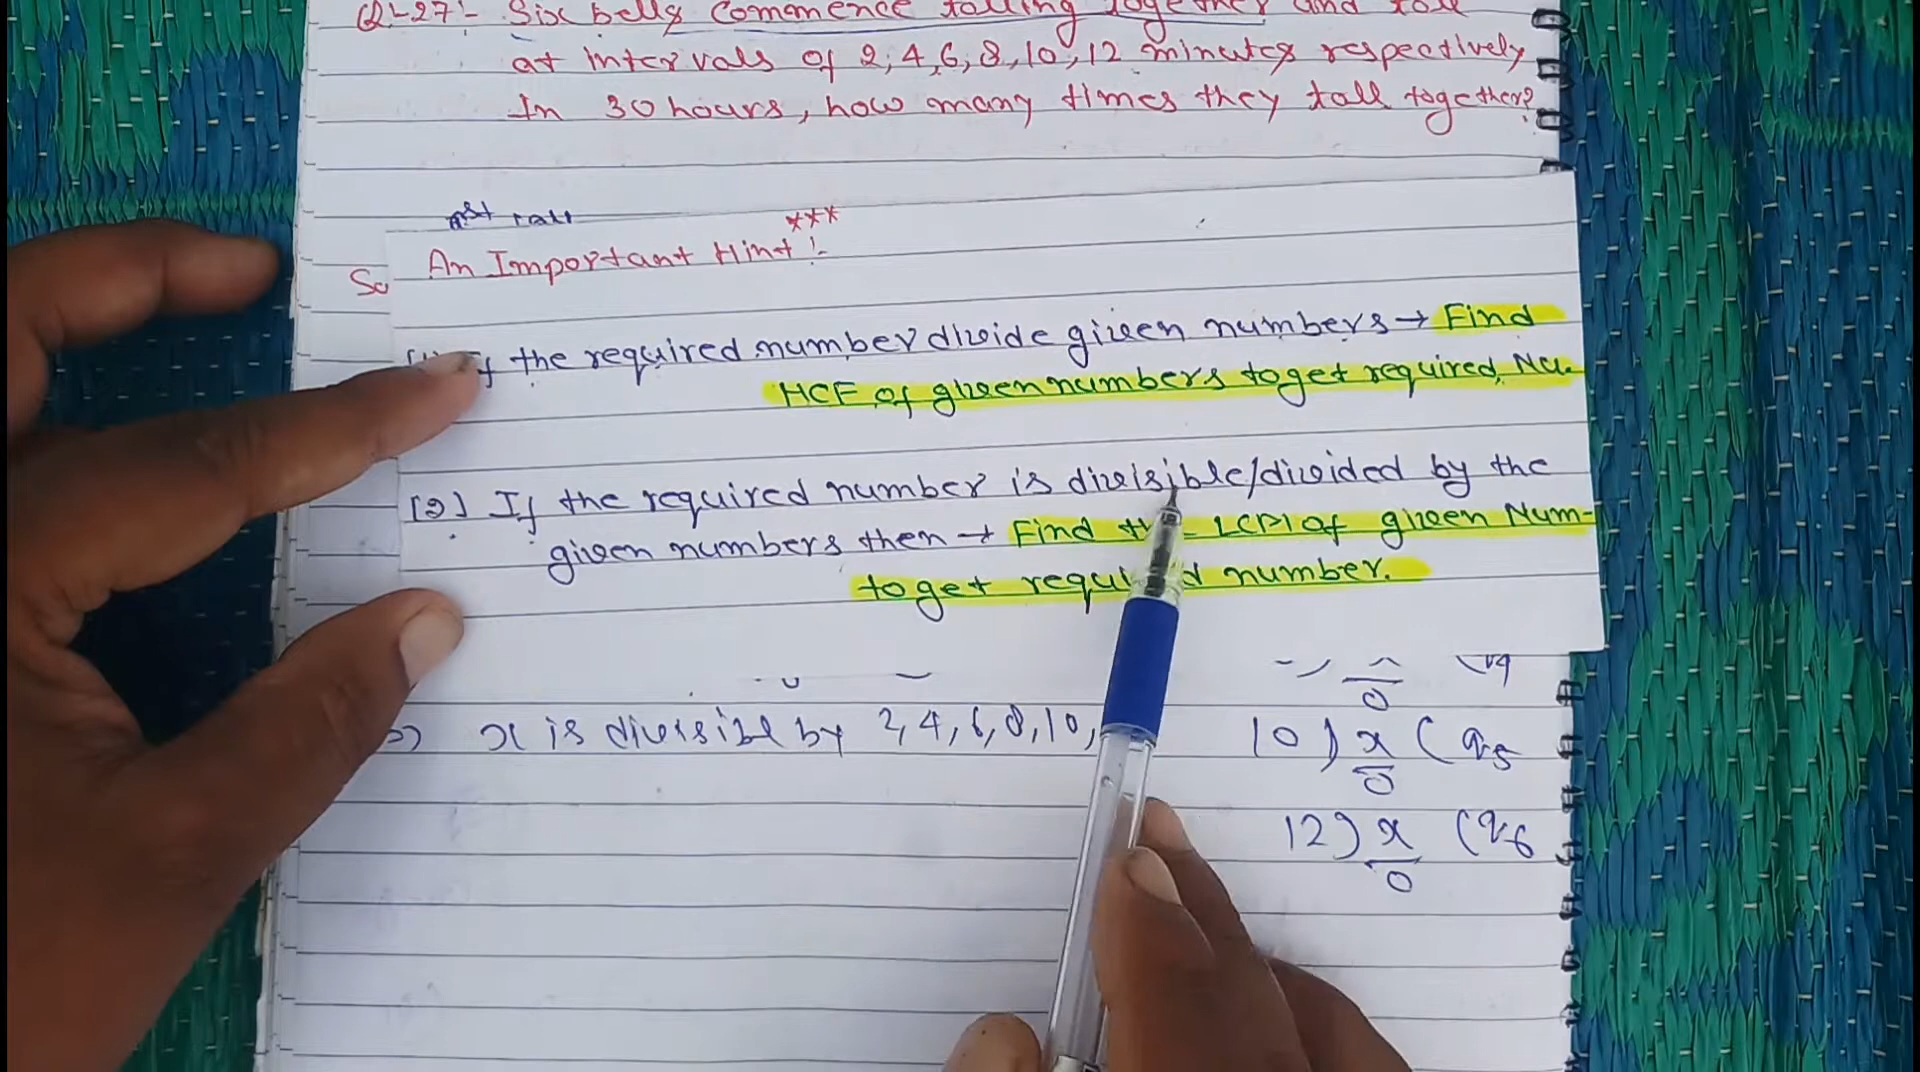 Q-27:- Six bells commence tolling together and toll
at intervals of 2, 4, 6, 8, 10, 12 minutes respectively
In 30 hours, how many times they toll together?
An Important Hint :- ***
the required number divide given numbers → Find
HCF of given numbers to get required Nu.
[2] If the required number is divisible/divided by the
given numbers then → Find LCM of given Num-
to get required number.
x is divisible by 2, 4, 6, 8, 10,
0
10) x (q5
0
12) x (q6
0